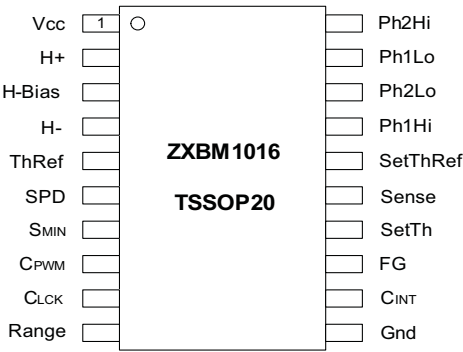 Vcc 1 Ph2Hi
H+ Ph1Lo
H-Bias Ph2Lo
H- Ph1Hi
ZXBM1016
ThRef SetThRef
SPD Sense
TSSOP20
SMIN SetTh
CPWM FG
CLCK CINT
Range Gnd